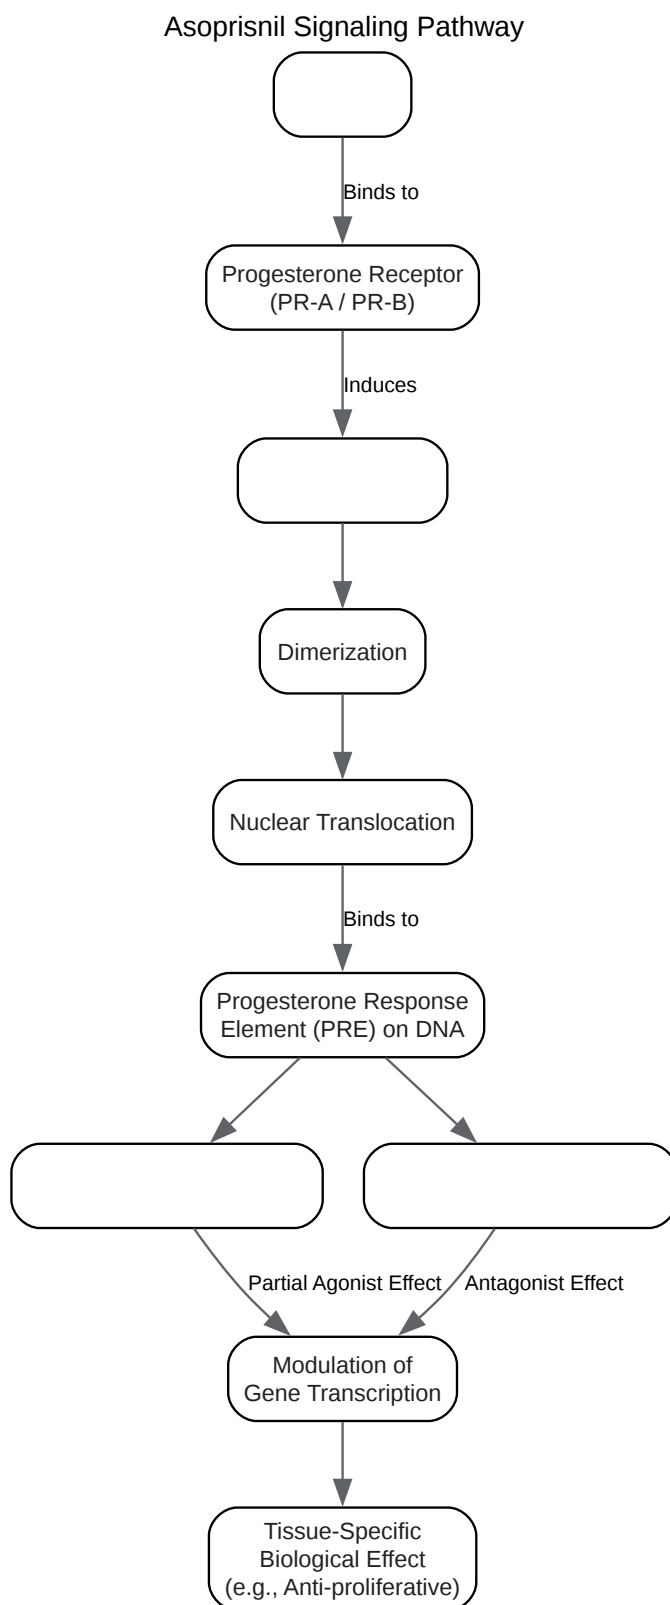 Asoprisnil Signaling Pathway
Binds to
Progesterone Receptor
(PR-A / PR-B)
Induces
Dimerization
Nuclear Translocation
Binds to
Progesterone Response
Element (PRE) on DNA
Partial Agonist Effect
Antagonist Effect
Modulation of
Gene Transcription
Tissue-Specific
Biological Effect
(e.g., Anti-proliferative)